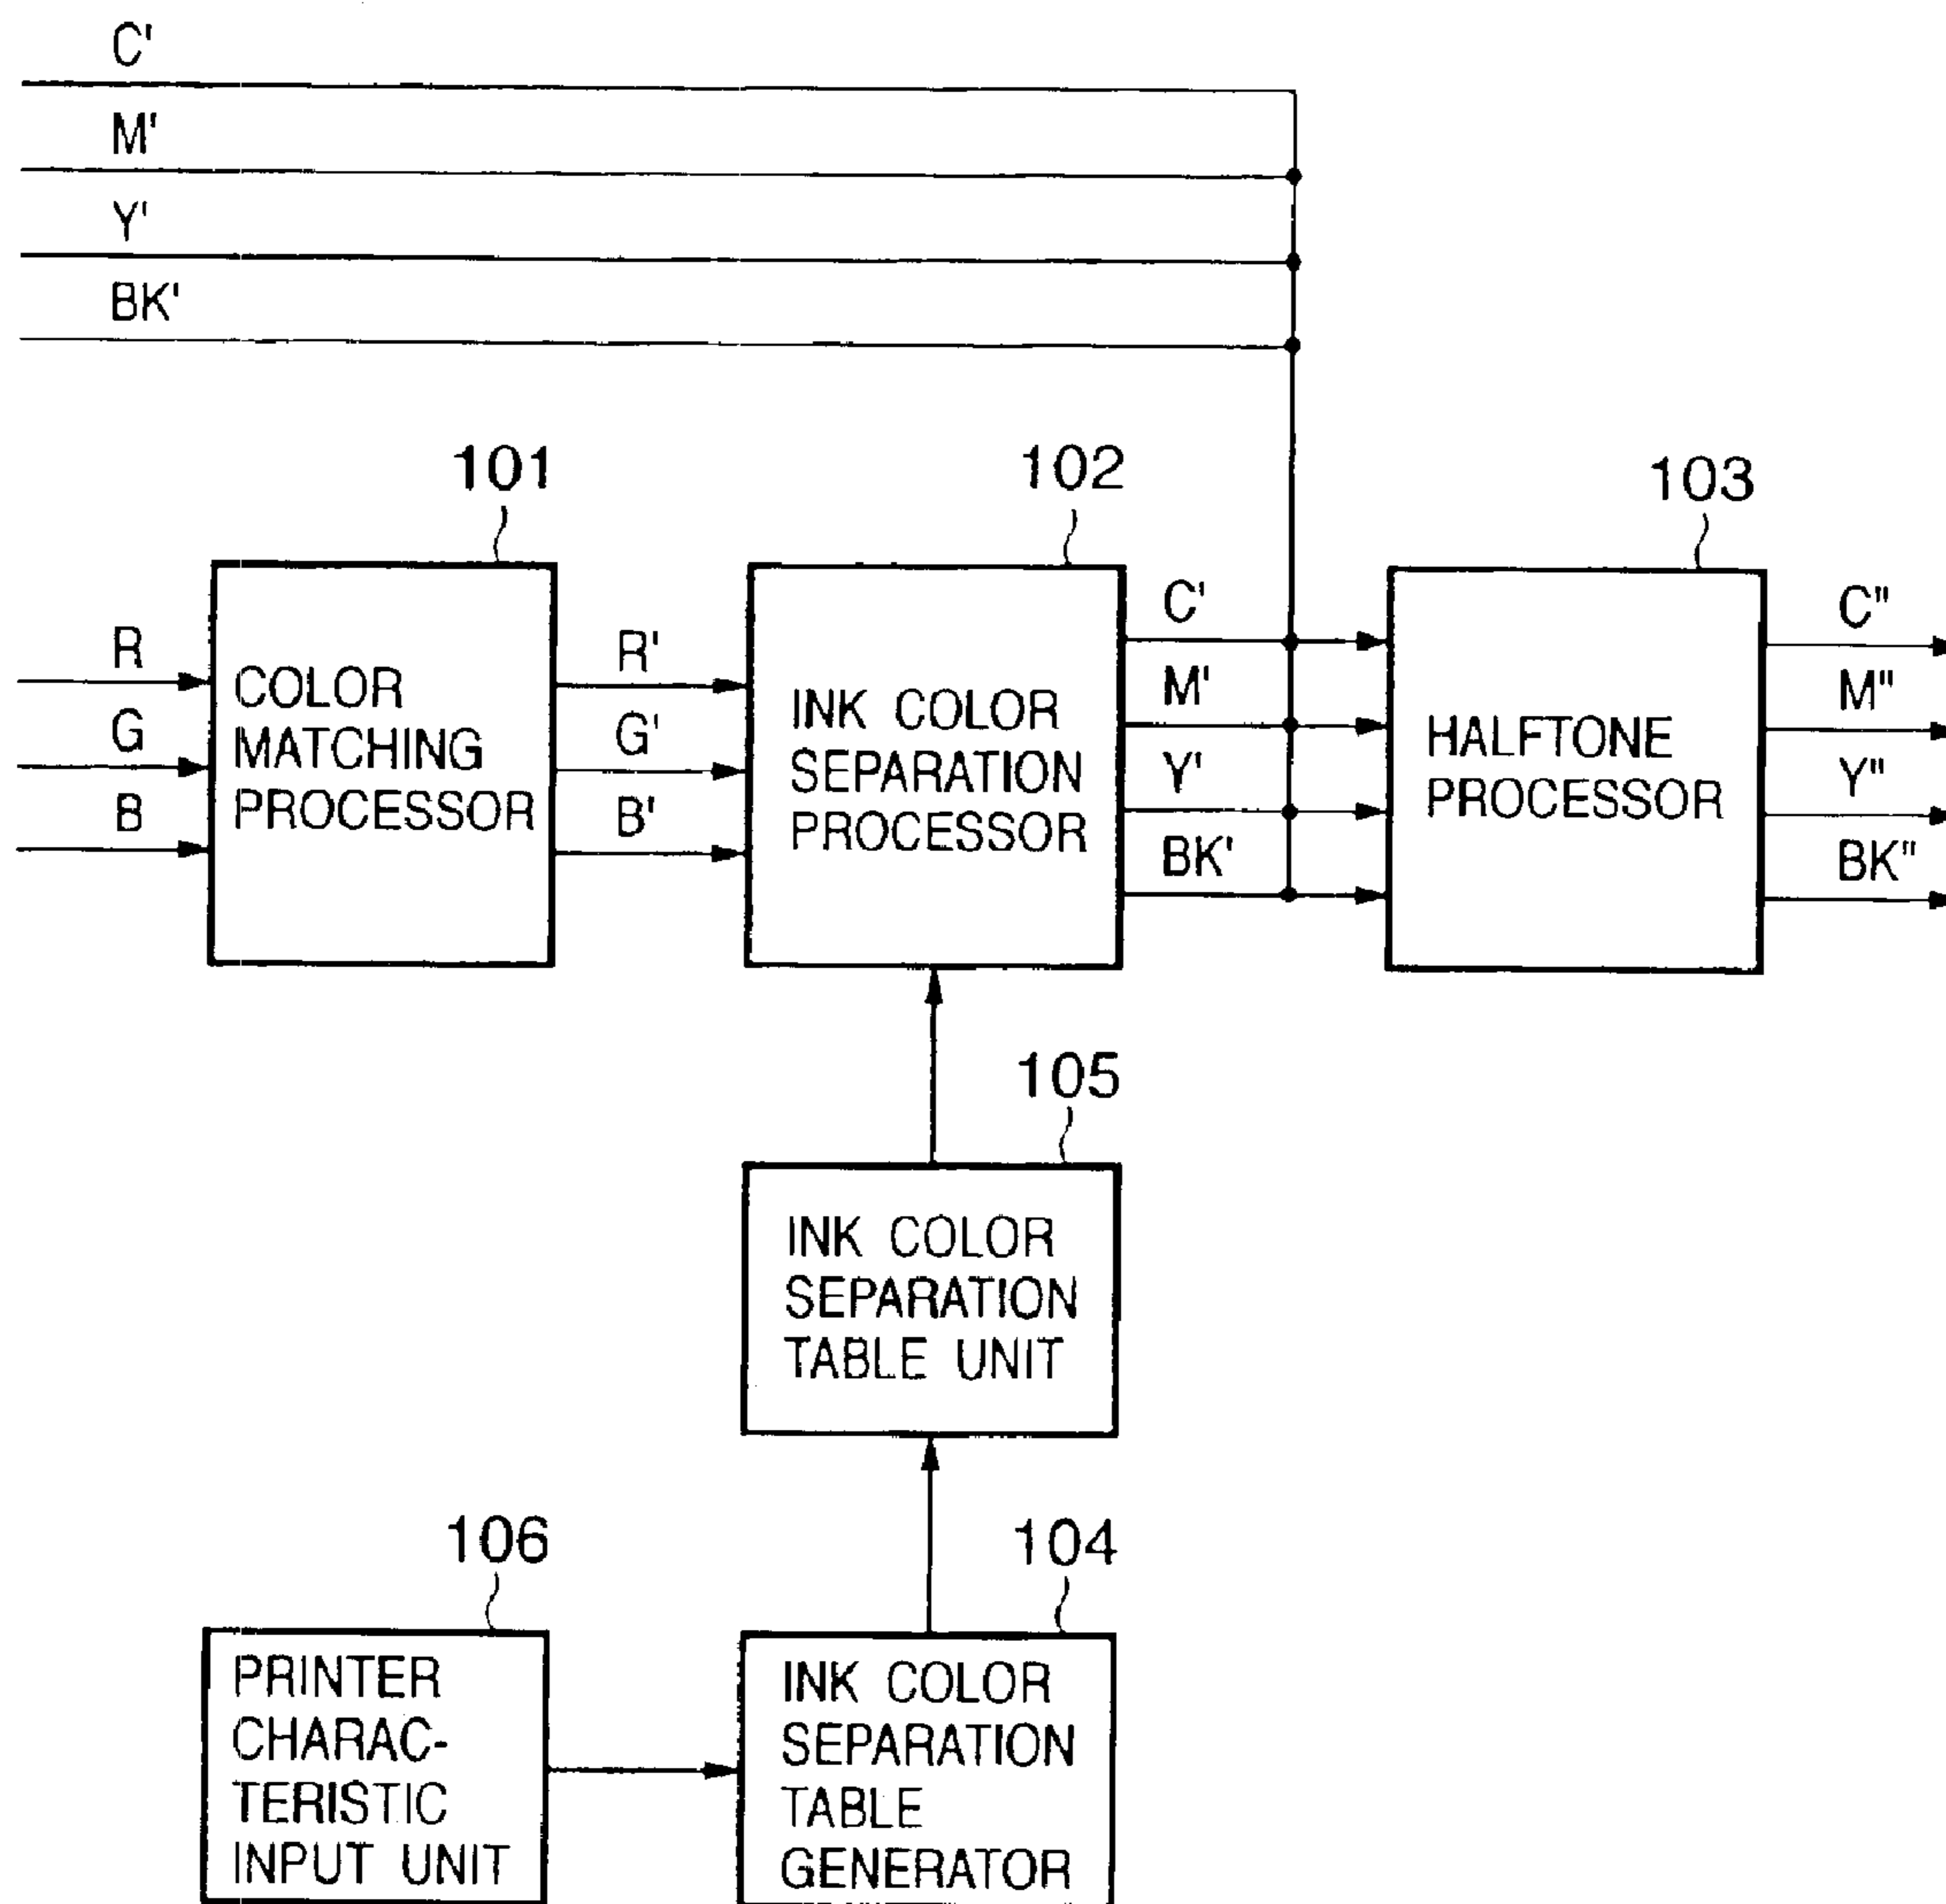 C'
M'
Y'
BK'
101
102
103
R
G
B
COLOR
MATCHING
PROCESSOR
R'
G'
B'
INK COLOR
SEPARATION
PROCESSOR
C'
M'
Y'
BK'
HALFTONE
PROCESSOR
C"
M"
Y"
BK"
105
INK COLOR
SEPARATION
TABLE UNIT
106
104
PRINTER
CHARAC-
TERISTIC
INPUT UNIT
INK COLOR
SEPARATION
TABLE
GENERATOR